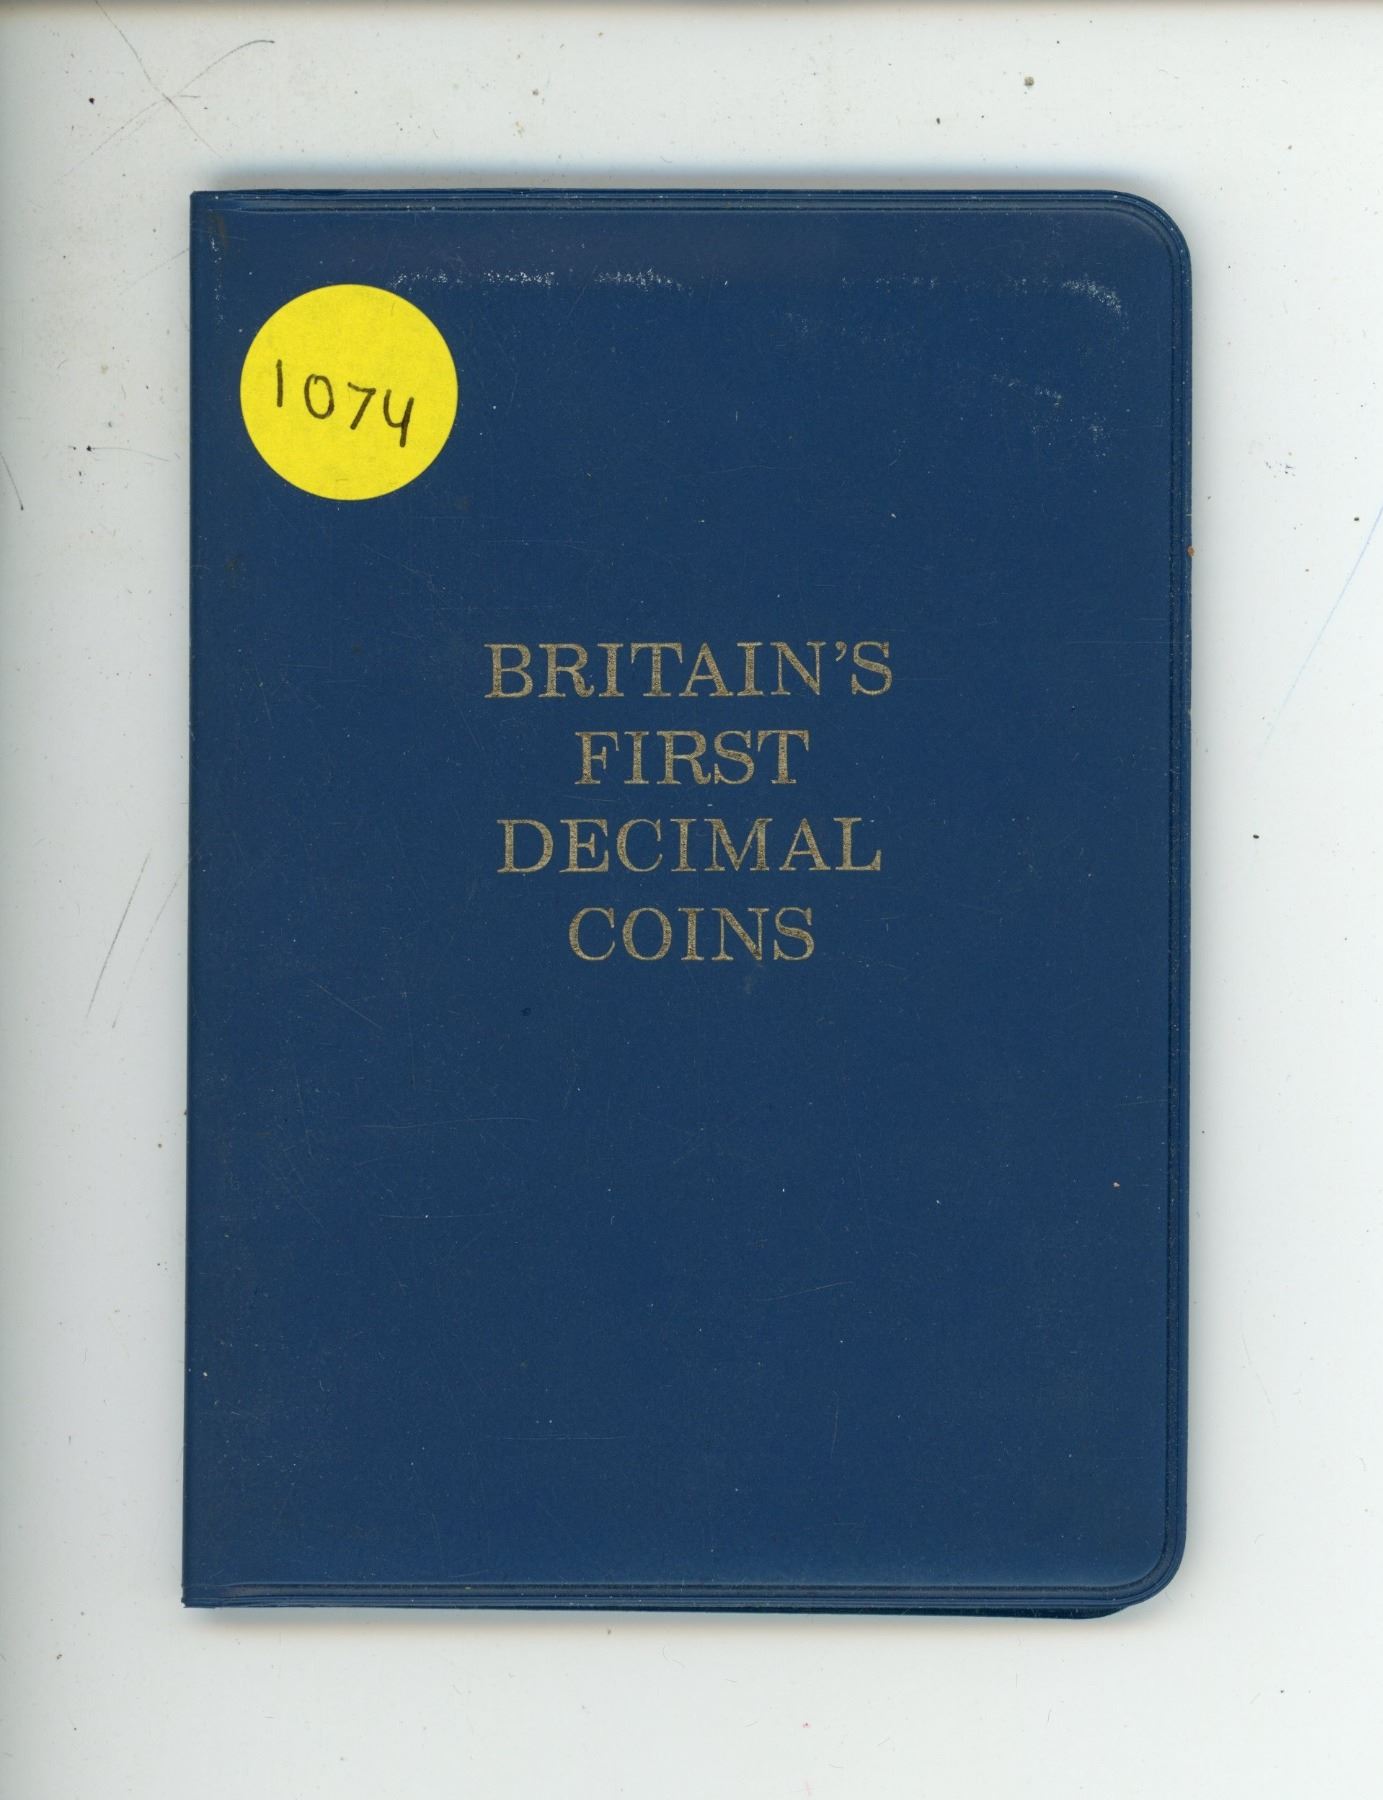 1074
BRITAIN'S
FIRST
DECIMAL
COINS